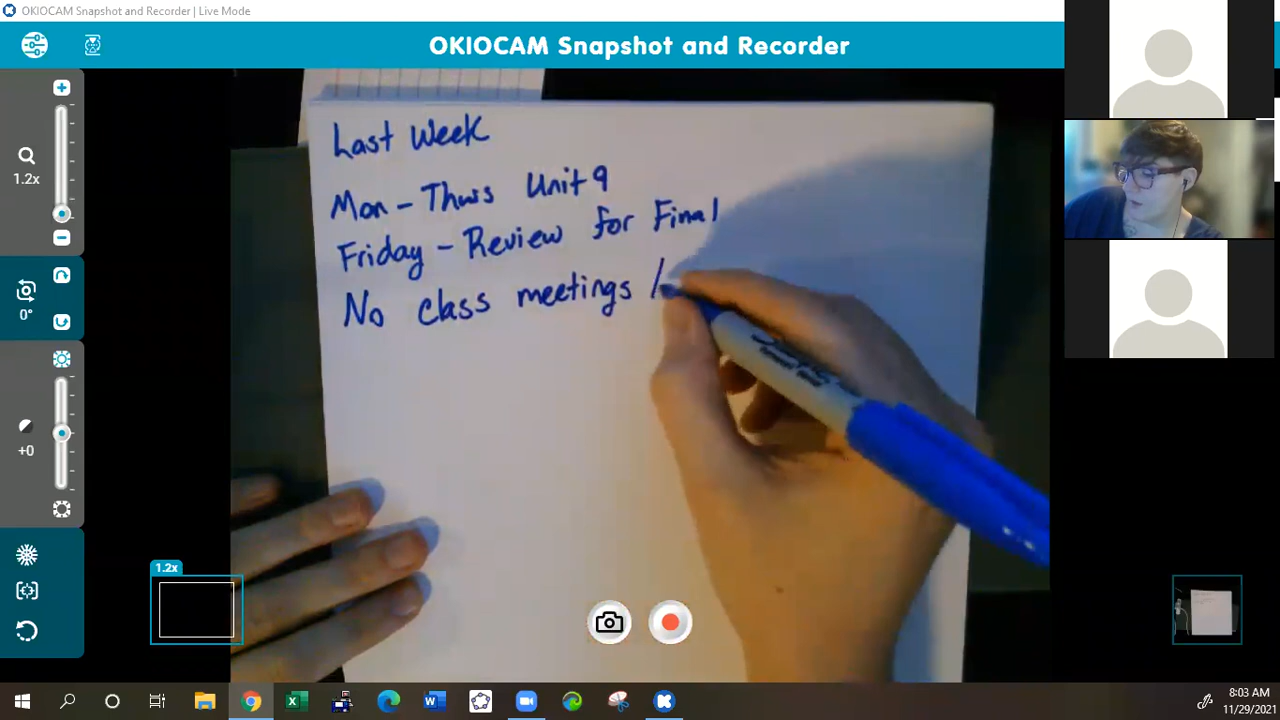 OKIOCAM Snapshot and Recorder | Live Mode
OKIOCAM Snapshot and Recorder
1.2x
0°
+0
Last Week
Mon - Thurs Unit 9
Friday - Review for Final
No class meetings
1.2x
8:03 AM
11/29/2021